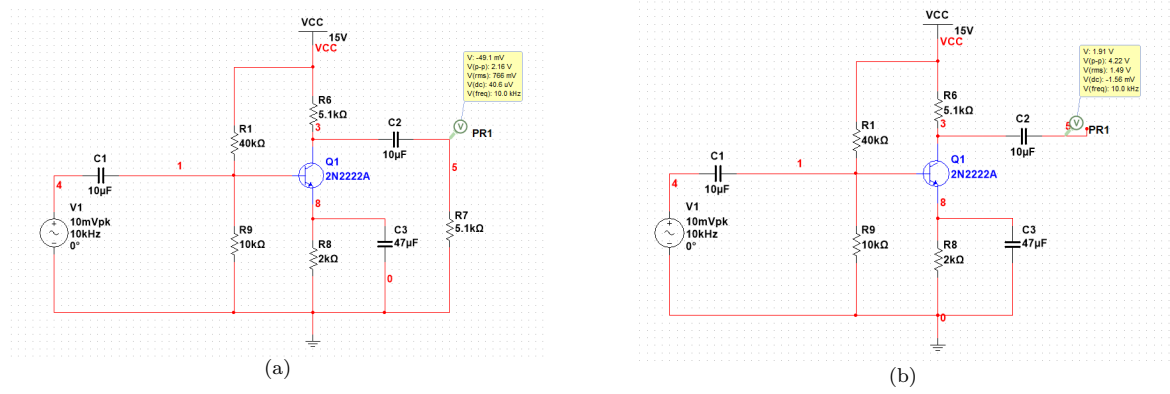 VCC
15V
VCC
V: -49.1 mV
V(p-p): 2.16 V
V(rms): 766 mV
V(dc): 40.6 uV
V(freq): 10.0 kHz
R6
5.1kΩ
3
C2
10µF
PR1
R1
40kΩ
C1
10µF
1
Q1
2N2222A
5
4
8
V1
10mVpk
10kHz
0°
R9
10kΩ
R8
2kΩ
C3
47µF
R7
5.1kΩ
0
(a)
VCC
15V
VCC
V: 1.91 V
V(p-p): 4.22 V
V(rms): 1.49 V
V(dc): -1.56 mV
V(freq): 10.0 kHz
R6
5.1kΩ
3
C2
10µF
5
PR1
R1
40kΩ
C1
10µF
1
Q1
2N2222A
4
8
V1
10mVpk
10kHz
0°
R9
10kΩ
R8
2kΩ
C3
47µF
0
(b)